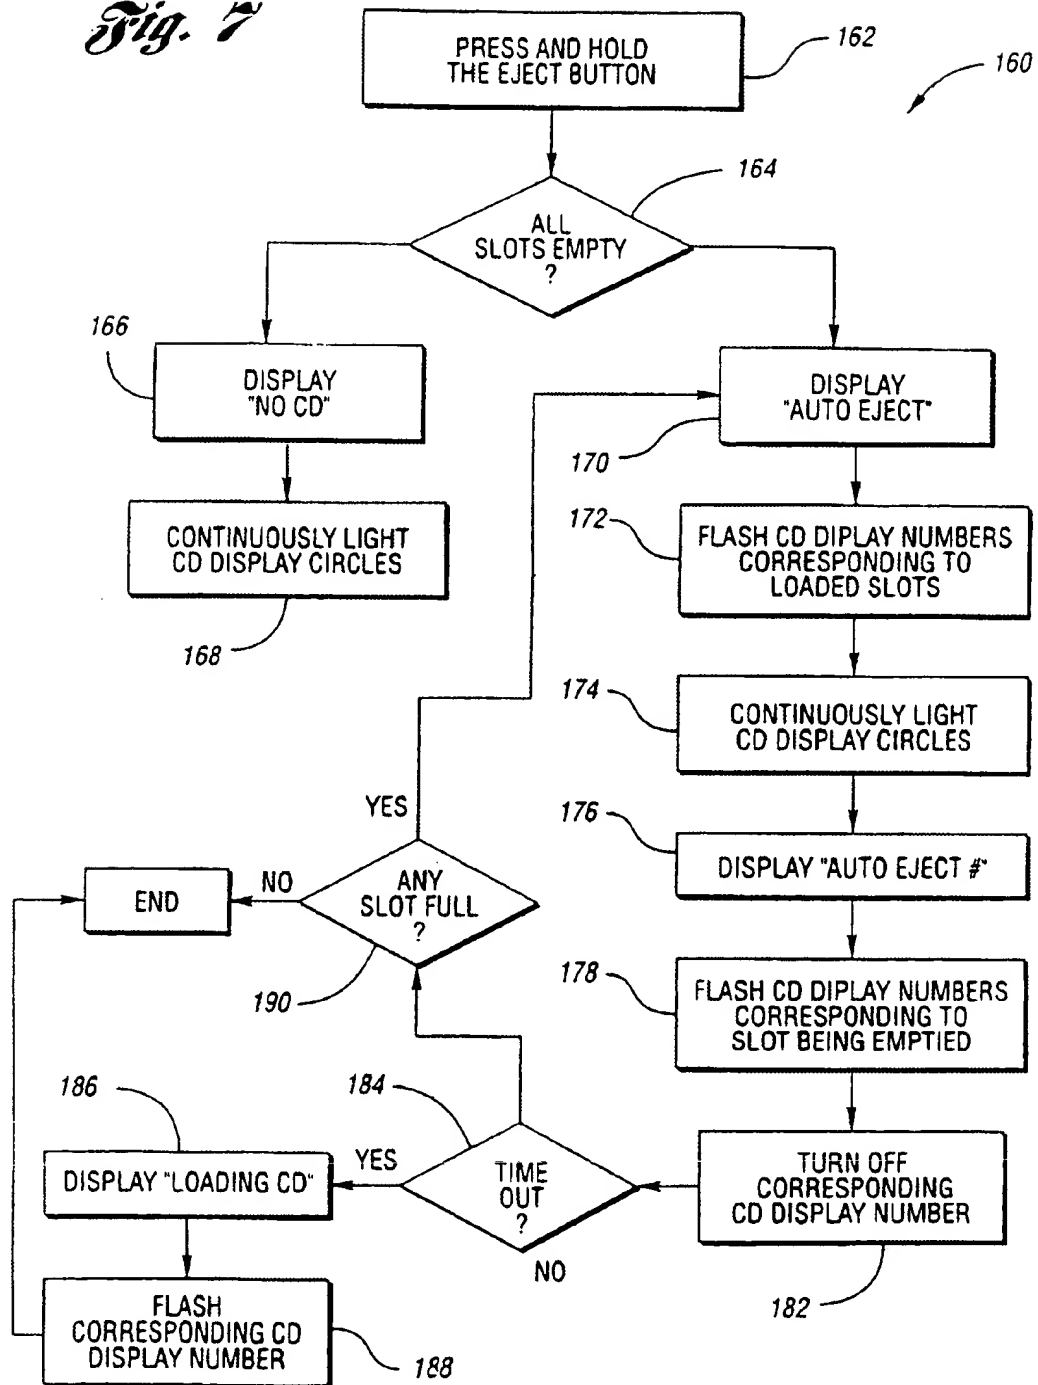 Fig. 7
PRESS AND HOLD
THE EJECT BUTTON
162
160
164
ALL
SLOTS EMPTY
?
166
DISPLAY
"NO CD"
DISPLAY
"AUTO EJECT"
170
CONTINUOUSLY LIGHT
CD DISPLAY CIRCLES
168
172
FLASH CD DIPLAY NUMBERS
CORRESPONDING TO
LOADED SLOTS
174
CONTINUOUSLY LIGHT
CD DISPLAY CIRCLES
176
DISPLAY "AUTO EJECT #"
YES
ANY
SLOT FULL
?
NO
END
190
178
FLASH CD DIPLAY NUMBERS
CORRESPONDING TO
SLOT BEING EMPTIED
186
184
DISPLAY "LOADING CD"
YES
TIME
OUT
?
NO
TURN OFF
CORRESPONDING
CD DISPLAY NUMBER
182
FLASH
CORRESPONDING CD
DISPLAY NUMBER
188